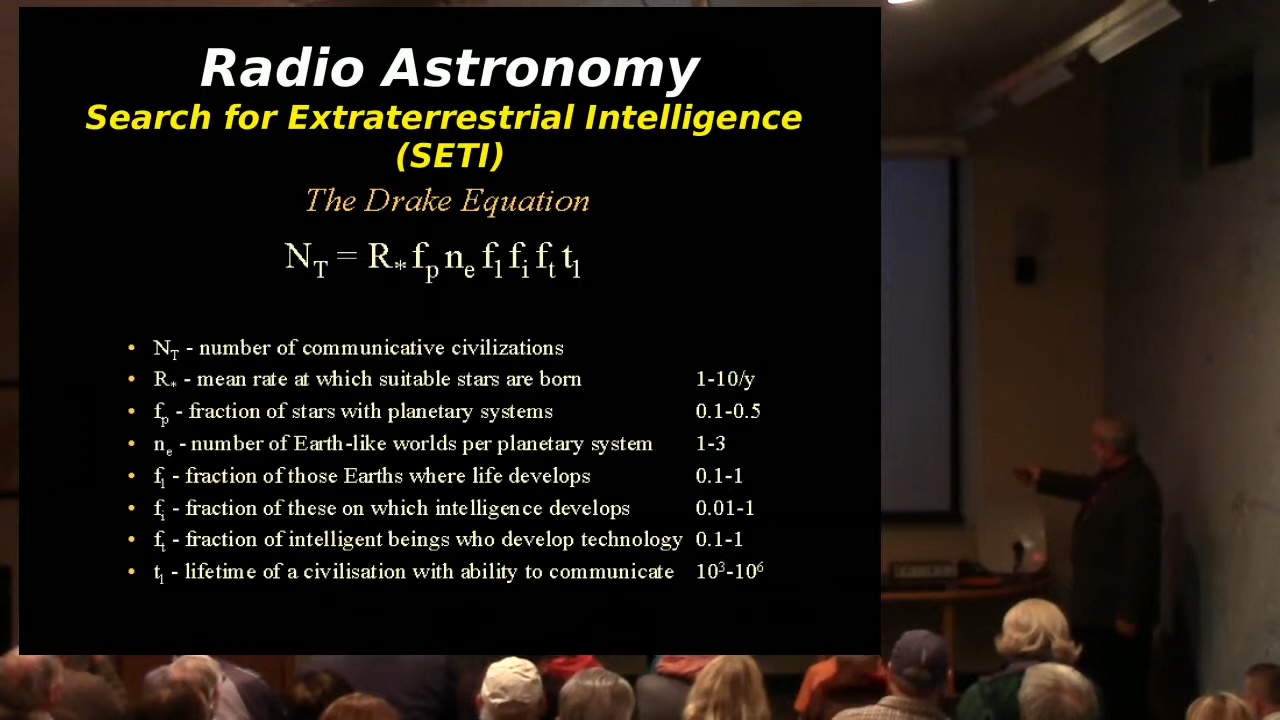 Radio Astronomy
Search for Extraterrestrial Intelligence
(SETI)
The Drake Equation
N_T = R_* f_p n_e f_l f_i f_t t_l
• N_T - number of communicative civilizations
• R_* - mean rate at which suitable stars are born 1-10/y
• f_p - fraction of stars with planetary systems 0.1-0.5
• n_e - number of Earth-like worlds per planetary system 1-3
• f_l - fraction of those Earths where life develops 0.1-1
• f_i - fraction of these on which intelligence develops 0.01-1
• f_t - fraction of intelligent beings who develop technology 0.1-1
• t_l - lifetime of a civilisation with ability to communicate 10³-10⁶